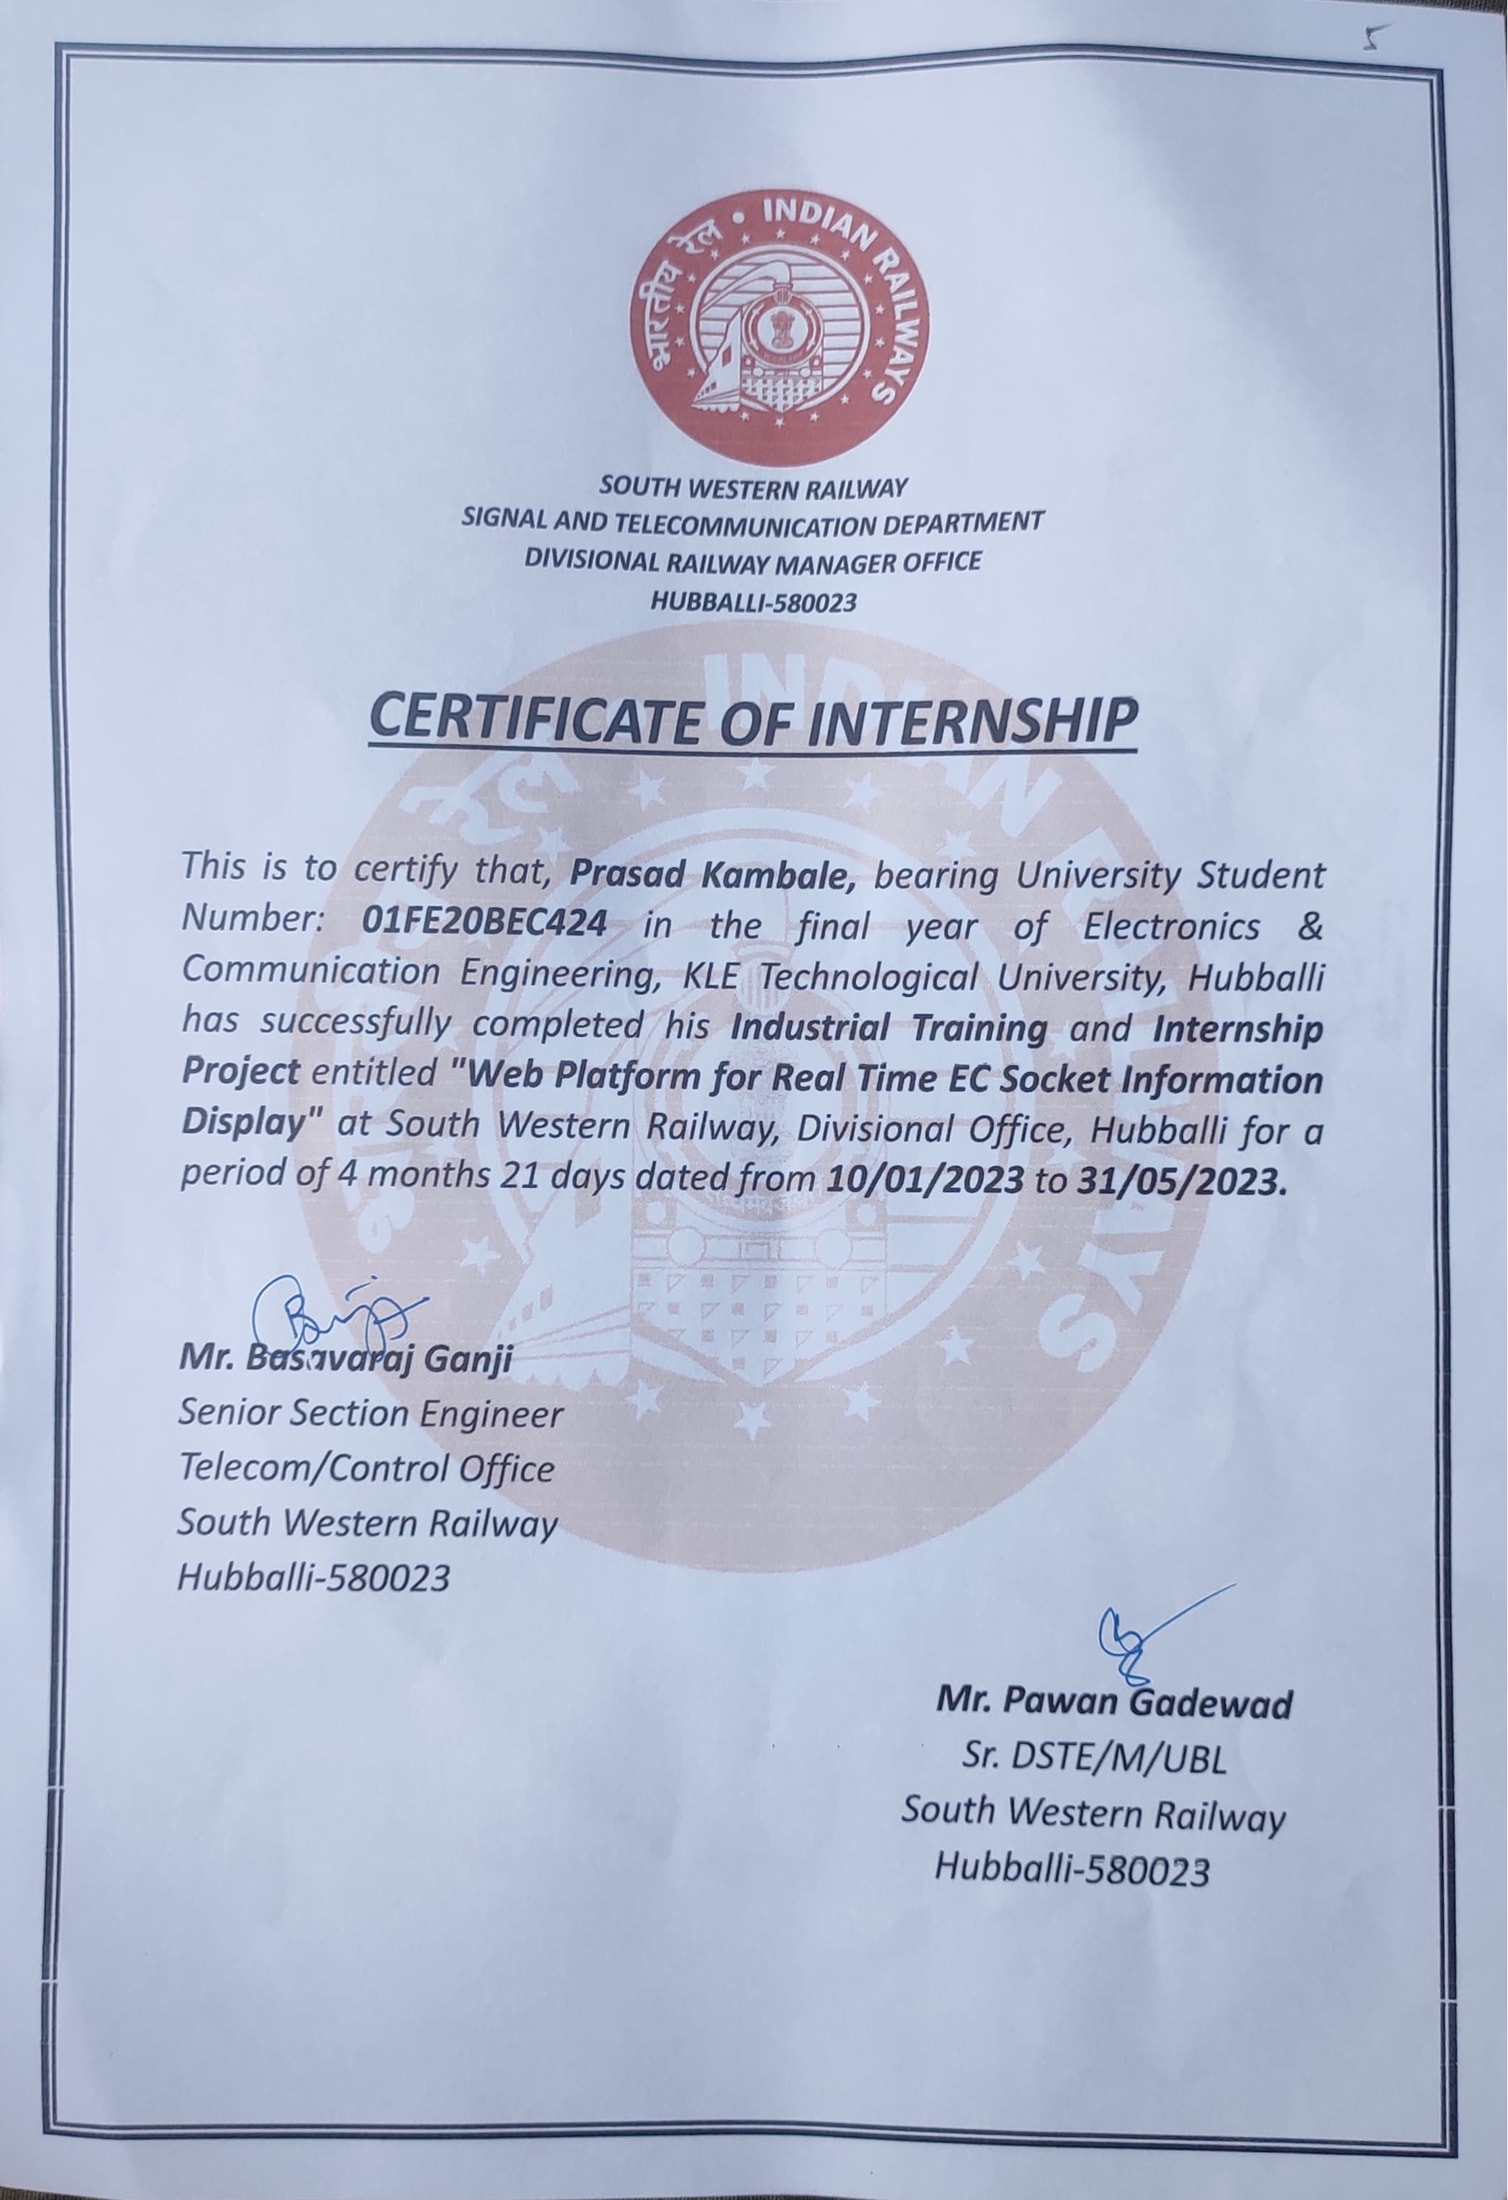 5
भारतीय रेल • INDIAN RAILWAYS
SOUTH WESTERN RAILWAY
SIGNAL AND TELECOMMUNICATION DEPARTMENT
DIVISIONAL RAILWAY MANAGER OFFICE
HUBBALLI-580023
CERTIFICATE OF INTERNSHIP
This is to certify that, Prasad Kambale, bearing University Student
Number: 01FE20BEC424 in the final year of Electronics &
Communication Engineering, KLE Technological University, Hubballi
has successfully completed his Industrial Training and Internship
Project entitled "Web Platform for Real Time EC Socket Information
Display" at South Western Railway, Divisional Office, Hubballi for a
period of 4 months 21 days dated from 10/01/2023 to 31/05/2023.
Mr. Basavaraj Ganji
Senior Section Engineer
Telecom/Control Office
South Western Railway
Hubballi-580023
Mr. Pawan Gadewad
Sr. DSTE/M/UBL
South Western Railway
Hubballi-580023